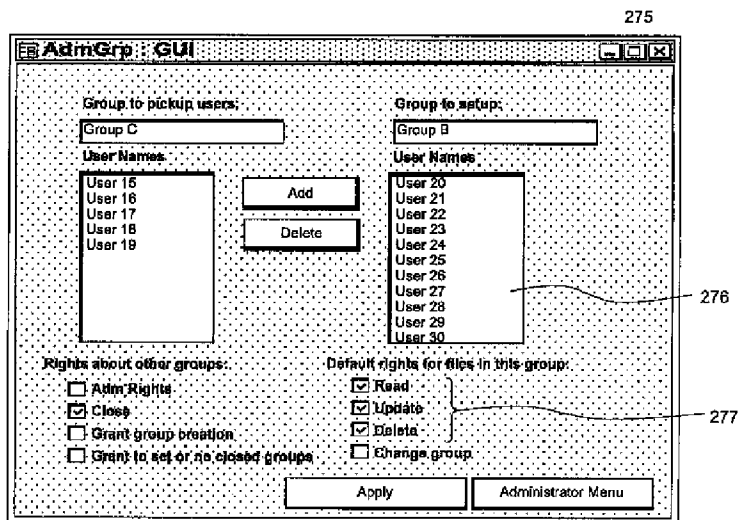 275
AdmGrp : GUI
Group to pickup users:
Group C
User Names
User 15
User 16
User 17
User 18
User 19
Add
Delete
Group to setup:
Group B
User Names
User 20
User 21
User 22
User 23
User 24
User 25
User 26
User 27
User 28
User 29
User 30
276
Rights about other groups:
Adm Rights
Close
Grant group creation
Grant to set or no closed groups
Default rights for files in this group:
Read
Update
Delete
Change group
277
Apply
Administrator Menu